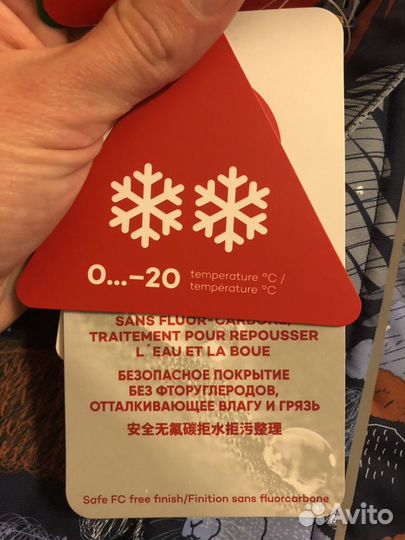 0...–20 temperature °C /
température °C
SANS FLUOR-CARBONE,
TRAITEMENT POUR REPOUSSER
L´EAU ET LA BOUE
БЕЗОПАСНОЕ ПОКРЫТИЕ
БЕЗ ФТОРУГЛЕРОДОВ,
ОТТАЛКИВАЮЩЕЕ ВЛАГУ И ГРЯЗЬ
安全无氟碳拒水拒污整理
Safe FC free finish/Finition sans fluorcarbone
Avito